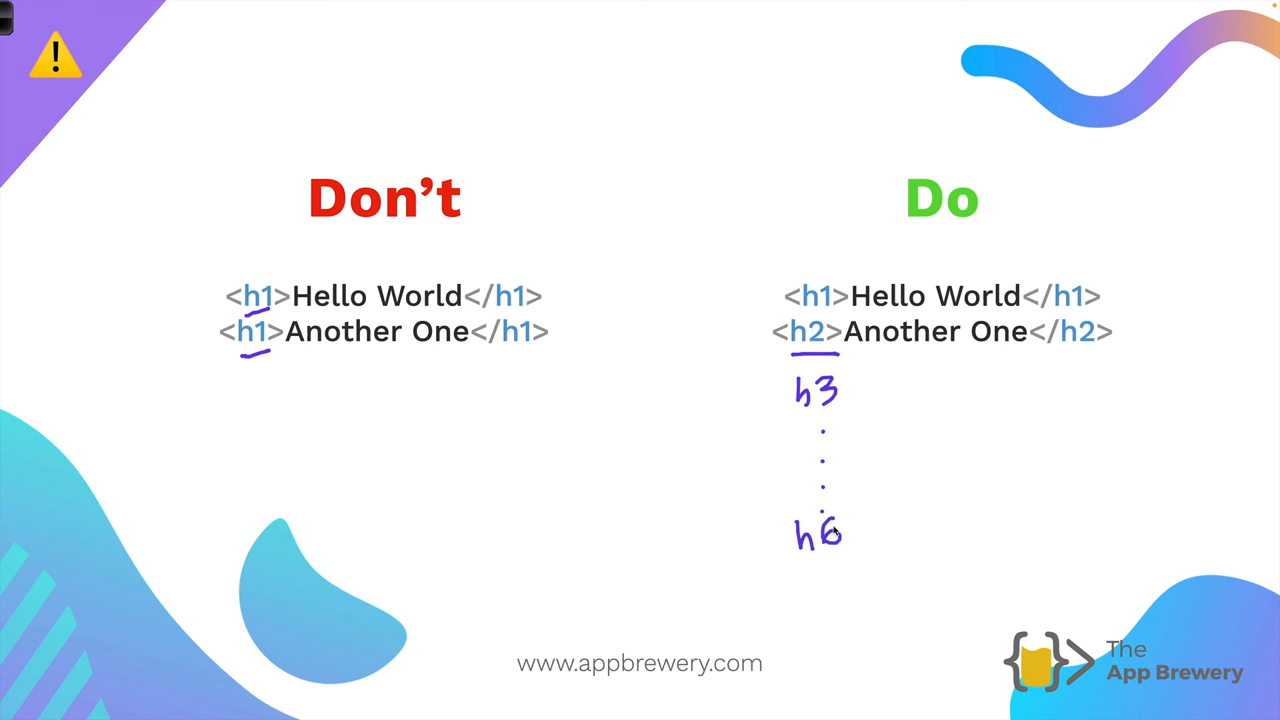 Don't
<h1>Hello World</h1>
<h1>Another One</h1>
Do
<h1>Hello World</h1>
<h2>Another One</h2>
h3
.
.
.
.
h6
www.appbrewery.com
The
App Brewery